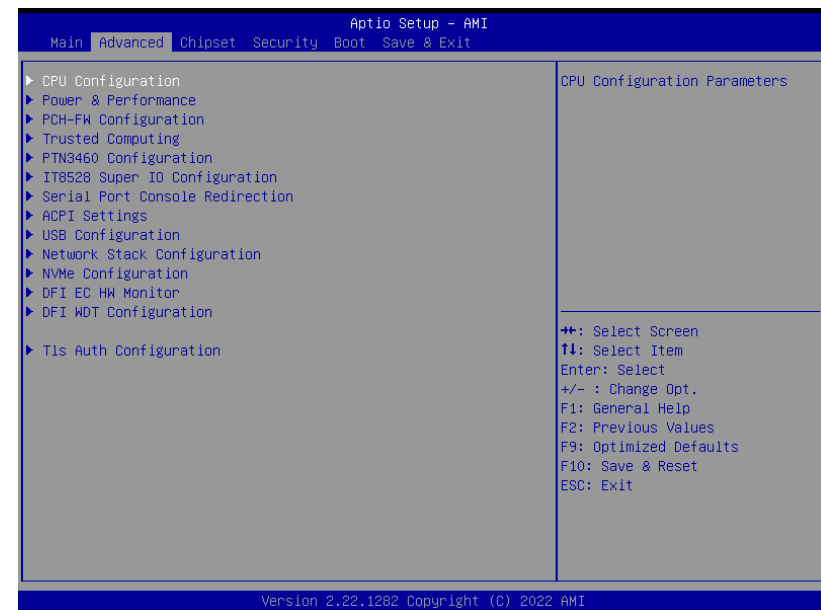 Aptio Setup – AMI
Main Advanced Chipset Security Boot Save & Exit
CPU Configuration
Power & Performance
PCH-FW Configuration
Trusted Computing
PTN3460 Configuration
IT8528 Super IO Configuration
Serial Port Console Redirection
ACPI Settings
USB Configuration
Network Stack Configuration
NVMe Configuration
DFI EC HW Monitor
DFI WDT Configuration
Tls Auth Configuration
CPU Configuration Parameters
→←: Select Screen
↑↓: Select Item
Enter: Select
+/- : Change Opt.
F1: General Help
F2: Previous Values
F9: Optimized Defaults
F10: Save & Reset
ESC: Exit
Version 2.22.1282 Copyright (C) 2022 AMI